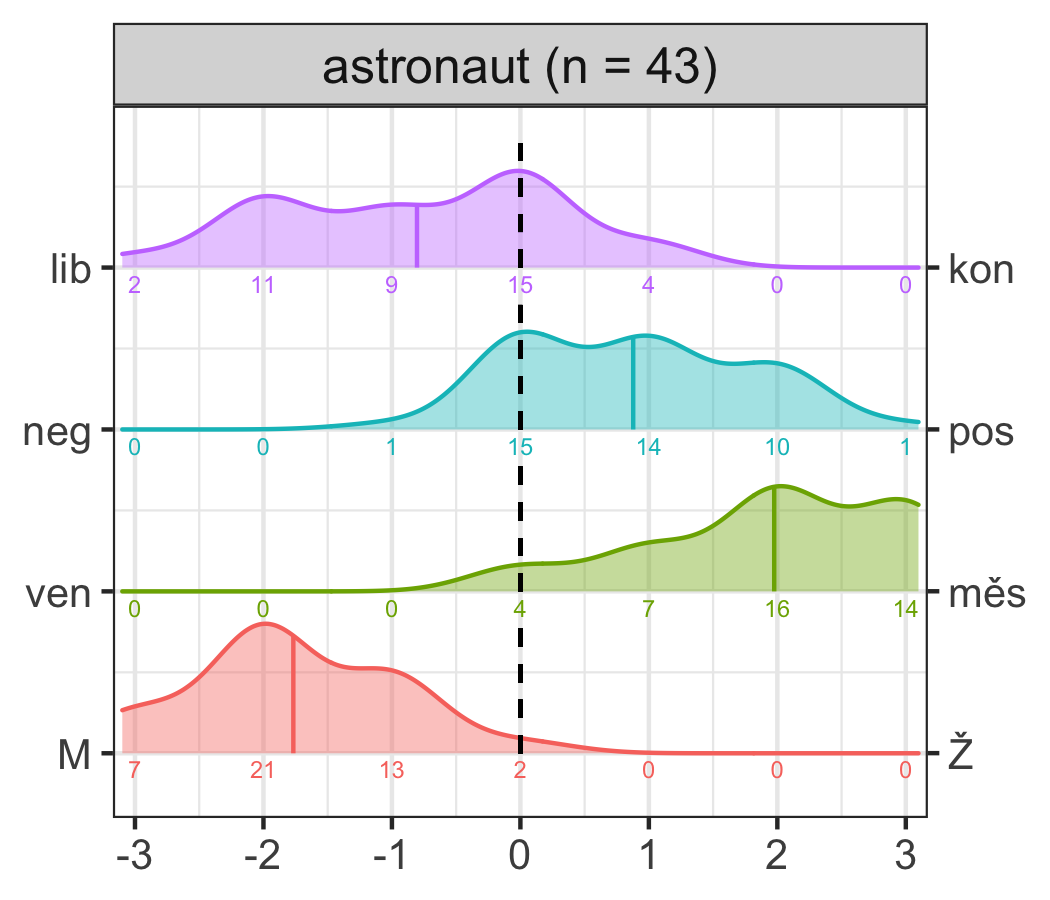 astronaut (n = 43)
lib kon
2 11 9 15 4 0 0
neg pos
0 0 1 15 14 10 1
ven měs
0 0 0 4 7 16 14
M Ž
7 21 13 2 0 0 0
-3 -2 -1 0 1 2 3